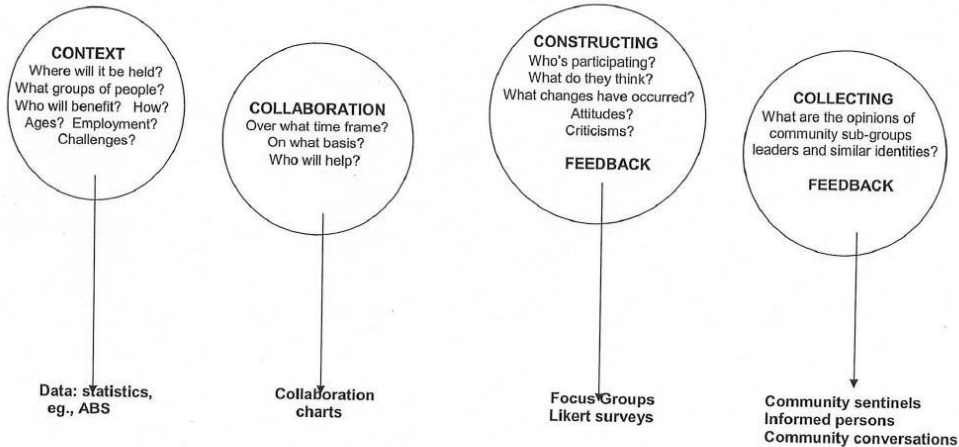 CONTEXT
Where will it be held?
What groups of people?
Who will benefit? How?
Ages? Employment?
Challenges?
Data: statistics,
eg., ABS
COLLABORATION
Over what time frame?
On what basis?
Who will help?
Collaboration
charts
CONSTRUCTING
Who's participating?
What do they think?
What changes have occurred?
Attitudes?
Criticisms?
FEEDBACK
Focus Groups
Likert surveys
COLLECTING
What are the opinions of
community sub-groups
leaders and similar identities?
FEEDBACK
Community sentinels
Informed persons
Community conversations